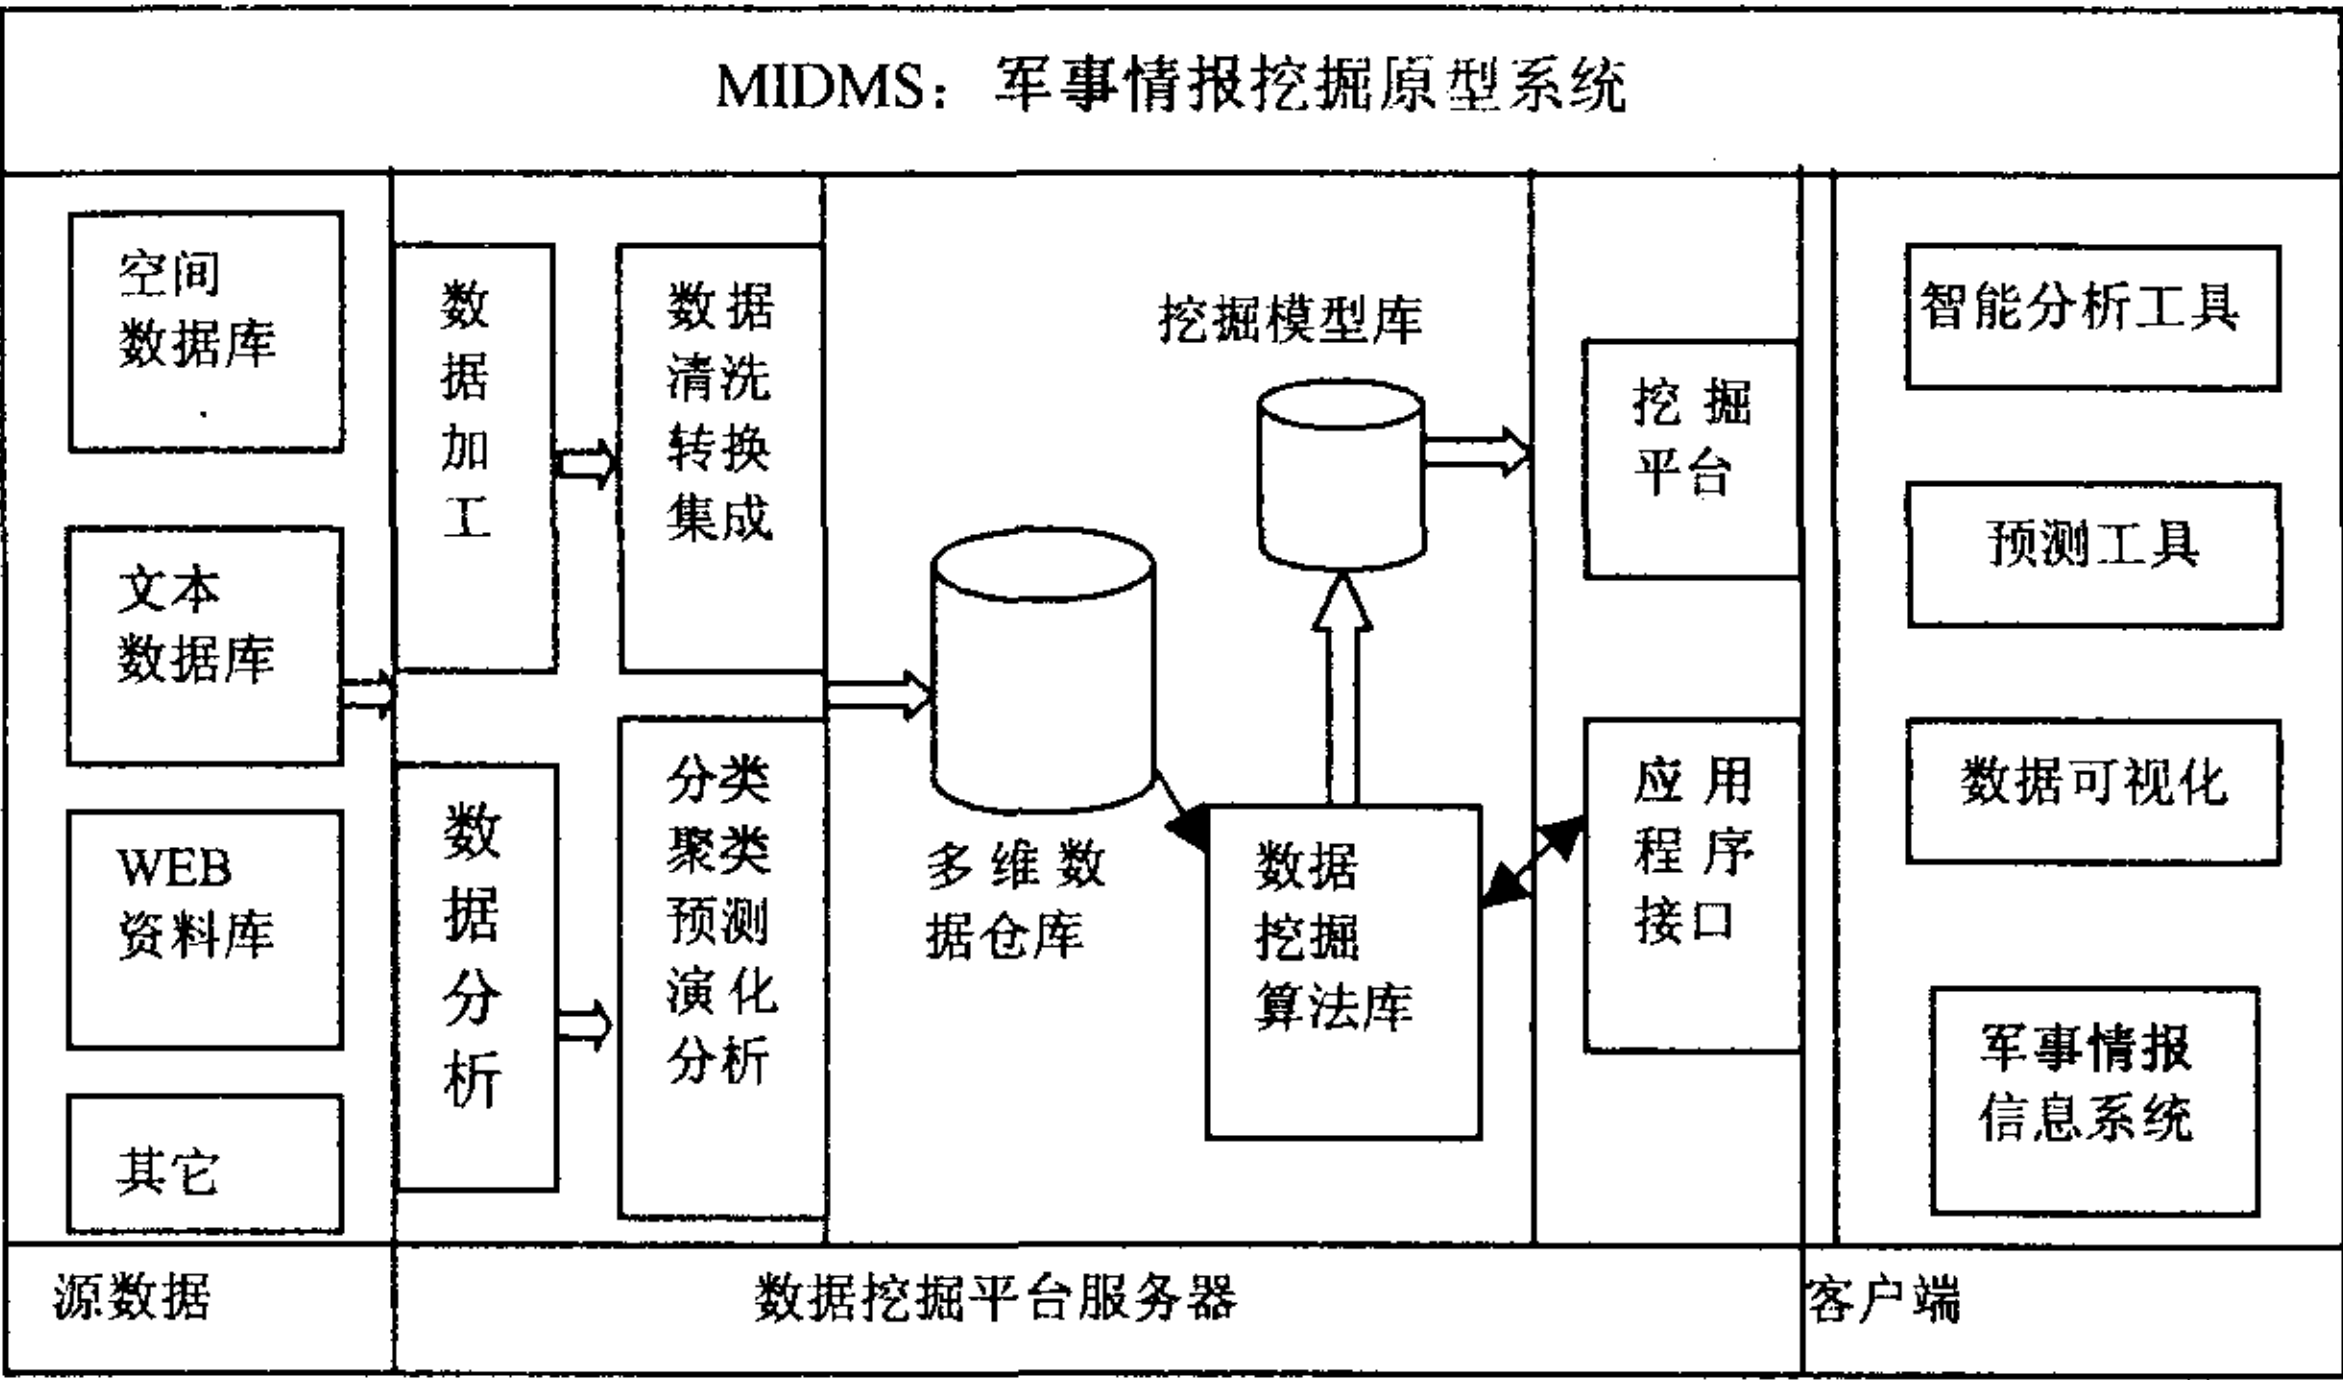 MIDMS：军事情报挖掘原型系统
空间
数据库
文本
数据库
WEB
资料库
其它
数
据
加
工
数据
清洗
转换
集成
数
据
分
析
分类
聚类
预测
演化
分析
多维数
据仓库
挖掘模型库
数据
挖掘
算法库
挖掘
平台
应用
程序
接口
智能分析工具
预测工具
数据可视化
军事情报
信息系统
源数据
数据挖掘平台服务器
客户端